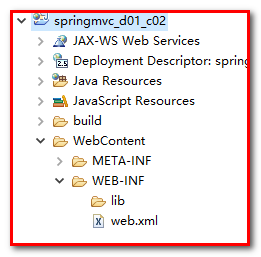 springmvc_d01_c02
JAX-WS Web Services
Deployment Descriptor: spring
Java Resources
JavaScript Resources
build
WebContent
META-INF
WEB-INF
lib
web.xml